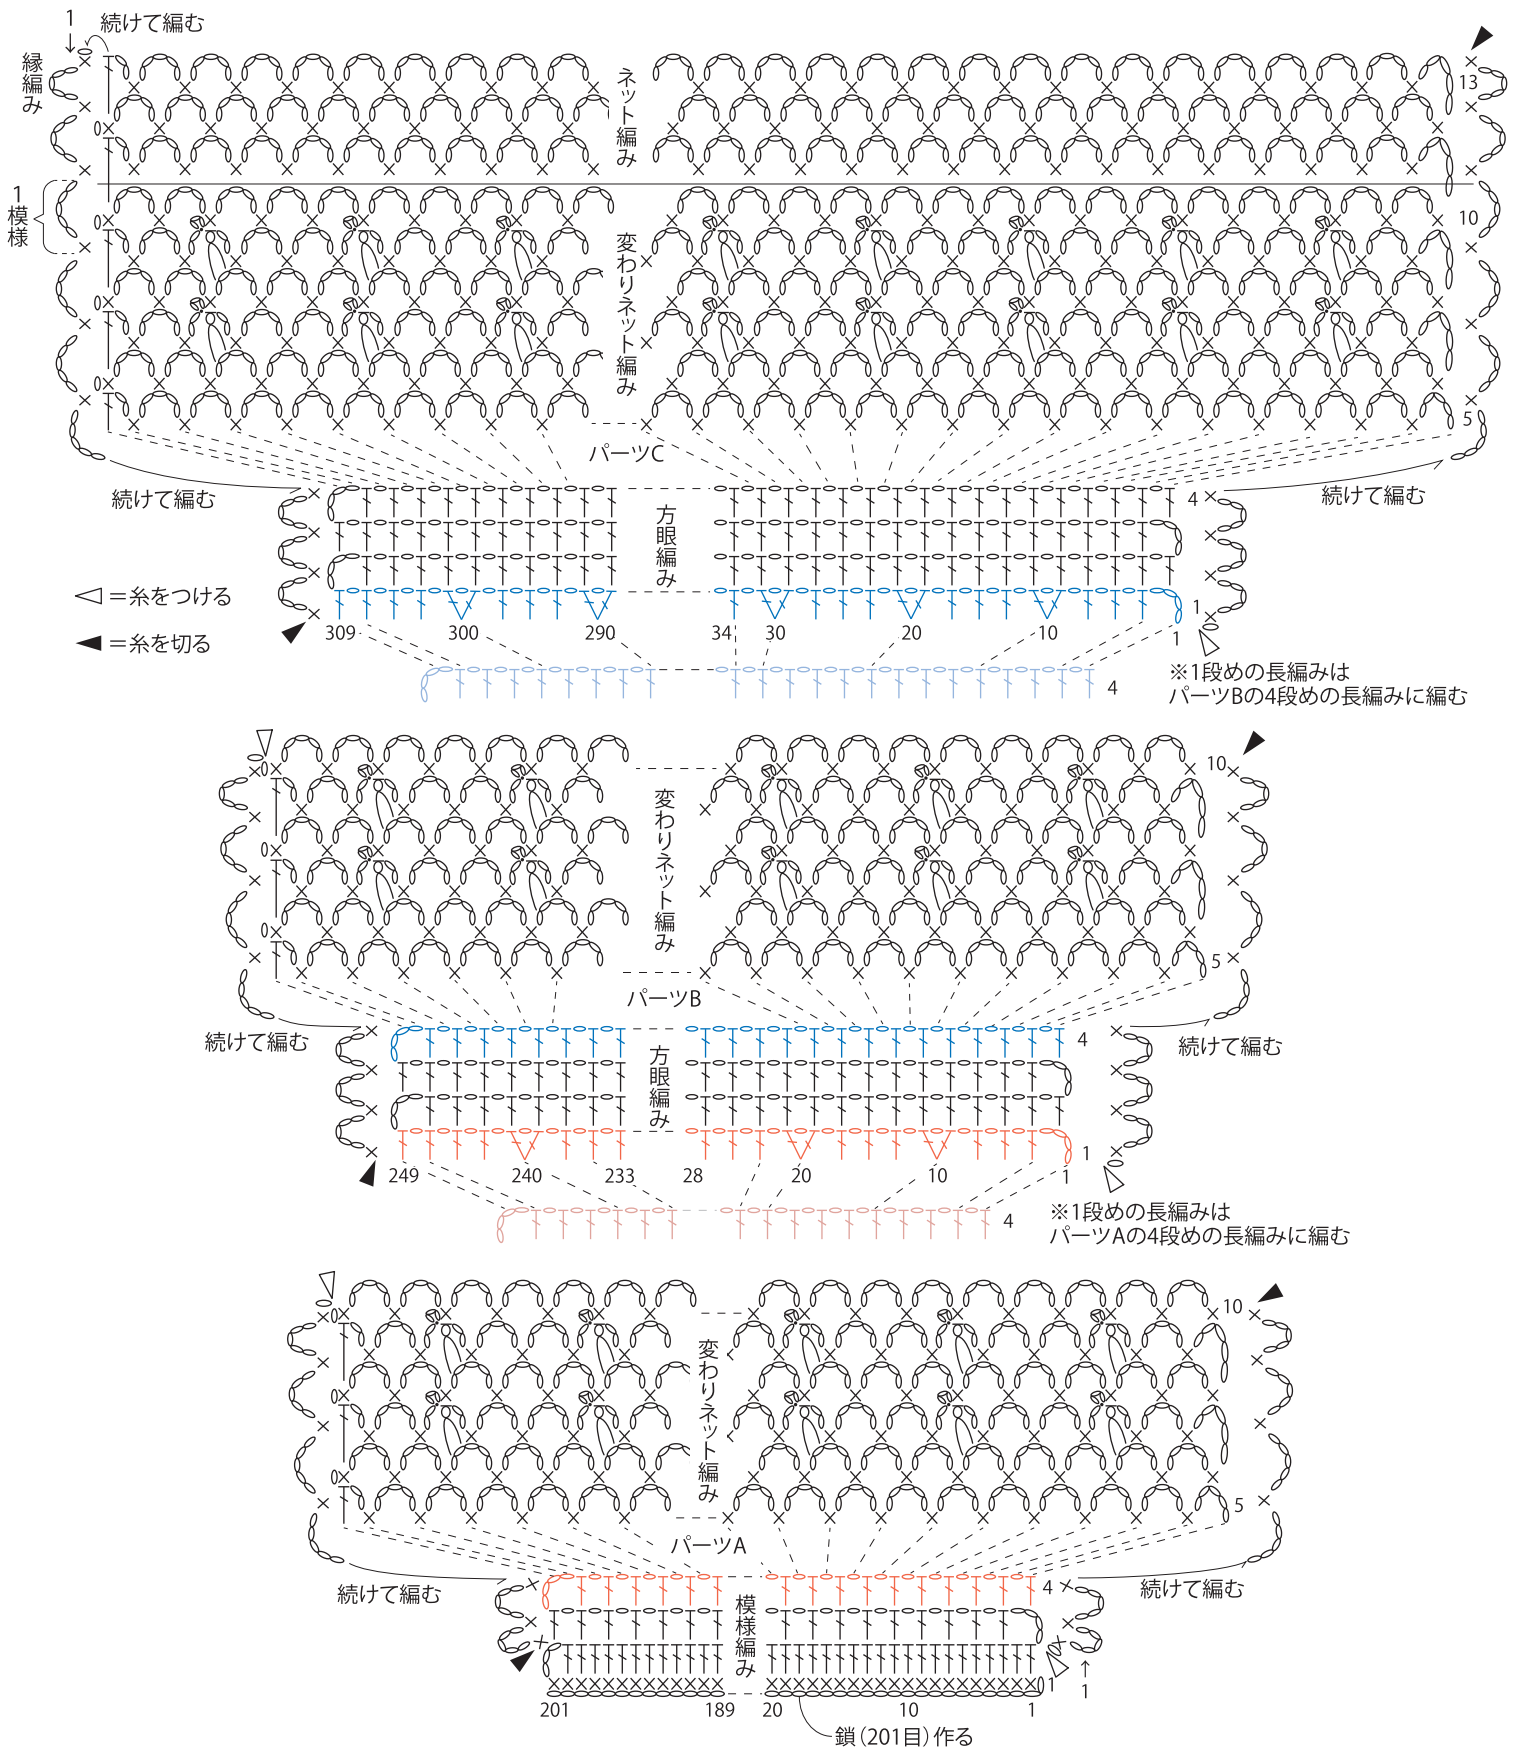 1
続けて編む
縁編み
ネット編み
13
1模様
10
変わりネット編み
5
パーツC
続けて編む
続けて編む
4
方眼編み
=糸をつける
1
309
300
290
34
30
20
10
1
=糸を切る
※1段めの長編みは
パーツBの4段めの長編みに編む
4
10
変わりネット編み
5
パーツB
続けて編む
4
続けて編む
方眼編み
1
249
240
233
28
20
10
1
※1段めの長編みは
パーツAの4段めの長編みに編む
4
10
変わりネット編み
5
パーツA
続けて編む
4
続けて編む
模様編み
1
1
201
189
20
10
1
鎖(201目)作る